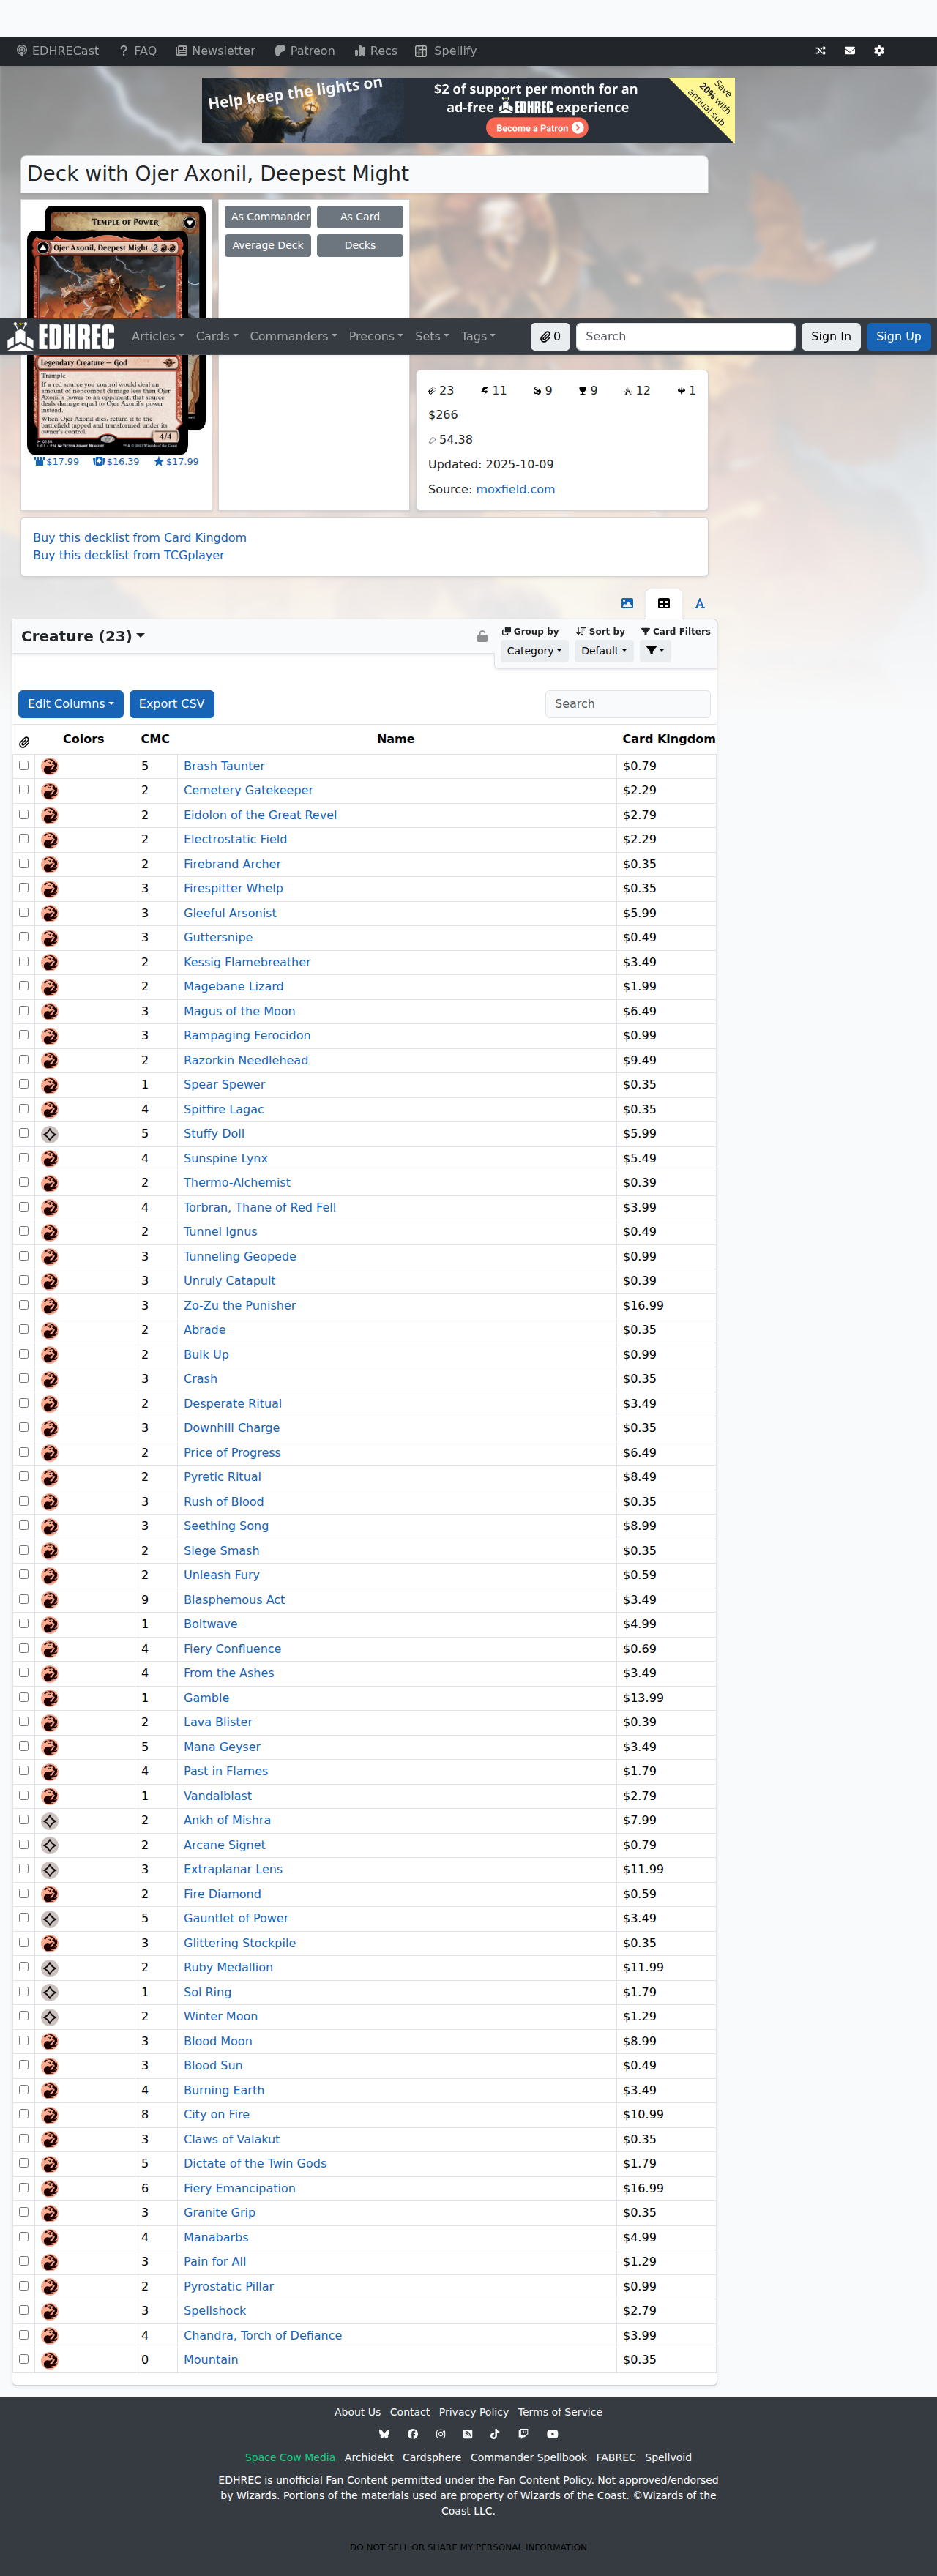 EDHRECast FAQ Newsletter Patreon Recs Spellify
Help keep the lights on
$2 of support per month for an
ad-free EDHREC experience
Become a Patron
Save
20% with
annual sub
Deck with Ojer Axonil, Deepest Might
Temple of Power
Ojer Axonil, Deepest Might
As Commander As Card
Average Deck Decks
EDHREC Articles Cards Commanders Precons Sets Tags 0 Search Sign In Sign Up
Legendary Creature — God
Trample
If a red source you control would deal an
amount of noncombat damage less than Ojer
Axonil's power to an opponent, that source
deals damage equal to Ojer Axonil's power
instead.
When Ojer Axonil dies, return it to the
battlefield tapped and transformed under its
owner's control.
4/4
$17.99 $16.39 $17.99
23 11 9 9 12 1
$266
54.38
Updated: 2025-10-09
Source: moxfield.com
Buy this decklist from Card Kingdom
Buy this decklist from TCGplayer
Creature (23)
Group by Sort by Card Filters
Category Default
Edit Columns Export CSV Search
Colors CMC Name Card Kingdom
5 Brash Taunter $0.79
2 Cemetery Gatekeeper $2.29
2 Eidolon of the Great Revel $2.79
2 Electrostatic Field $2.29
2 Firebrand Archer $0.35
3 Firespitter Whelp $0.35
3 Gleeful Arsonist $5.99
3 Guttersnipe $0.49
2 Kessig Flamebreather $3.49
2 Magebane Lizard $1.99
3 Magus of the Moon $6.49
3 Rampaging Ferocidon $0.99
2 Razorkin Needlehead $9.49
1 Spear Spewer $0.35
4 Spitfire Lagac $0.35
5 Stuffy Doll $5.99
4 Sunspine Lynx $5.49
2 Thermo-Alchemist $0.39
4 Torbran, Thane of Red Fell $3.99
2 Tunnel Ignus $0.49
3 Tunneling Geopede $0.99
3 Unruly Catapult $0.39
3 Zo-Zu the Punisher $16.99
2 Abrade $0.35
2 Bulk Up $0.99
3 Crash $0.35
2 Desperate Ritual $3.49
3 Downhill Charge $0.35
2 Price of Progress $6.49
2 Pyretic Ritual $8.49
3 Rush of Blood $0.35
3 Seething Song $8.99
2 Siege Smash $0.35
2 Unleash Fury $0.59
9 Blasphemous Act $3.49
1 Boltwave $4.99
4 Fiery Confluence $0.69
4 From the Ashes $3.49
1 Gamble $13.99
2 Lava Blister $0.39
5 Mana Geyser $3.49
4 Past in Flames $1.79
1 Vandalblast $2.79
2 Ankh of Mishra $7.99
2 Arcane Signet $0.79
3 Extraplanar Lens $11.99
2 Fire Diamond $0.59
5 Gauntlet of Power $3.49
3 Glittering Stockpile $0.35
2 Ruby Medallion $11.99
1 Sol Ring $1.79
2 Winter Moon $1.29
3 Blood Moon $8.99
3 Blood Sun $0.49
4 Burning Earth $3.49
8 City on Fire $10.99
3 Claws of Valakut $0.35
5 Dictate of the Twin Gods $1.79
6 Fiery Emancipation $16.99
3 Granite Grip $0.35
4 Manabarbs $4.99
3 Pain for All $1.29
2 Pyrostatic Pillar $0.99
3 Spellshock $2.79
4 Chandra, Torch of Defiance $3.99
0 Mountain $0.35
About Us Contact Privacy Policy Terms of Service
Space Cow Media Archidekt Cardsphere Commander Spellbook FABREC Spellvoid
EDHREC is unofficial Fan Content permitted under the Fan Content Policy. Not approved/endorsed
by Wizards. Portions of the materials used are property of Wizards of the Coast. ©Wizards of the
Coast LLC.
DO NOT SELL OR SHARE MY PERSONAL INFORMATION